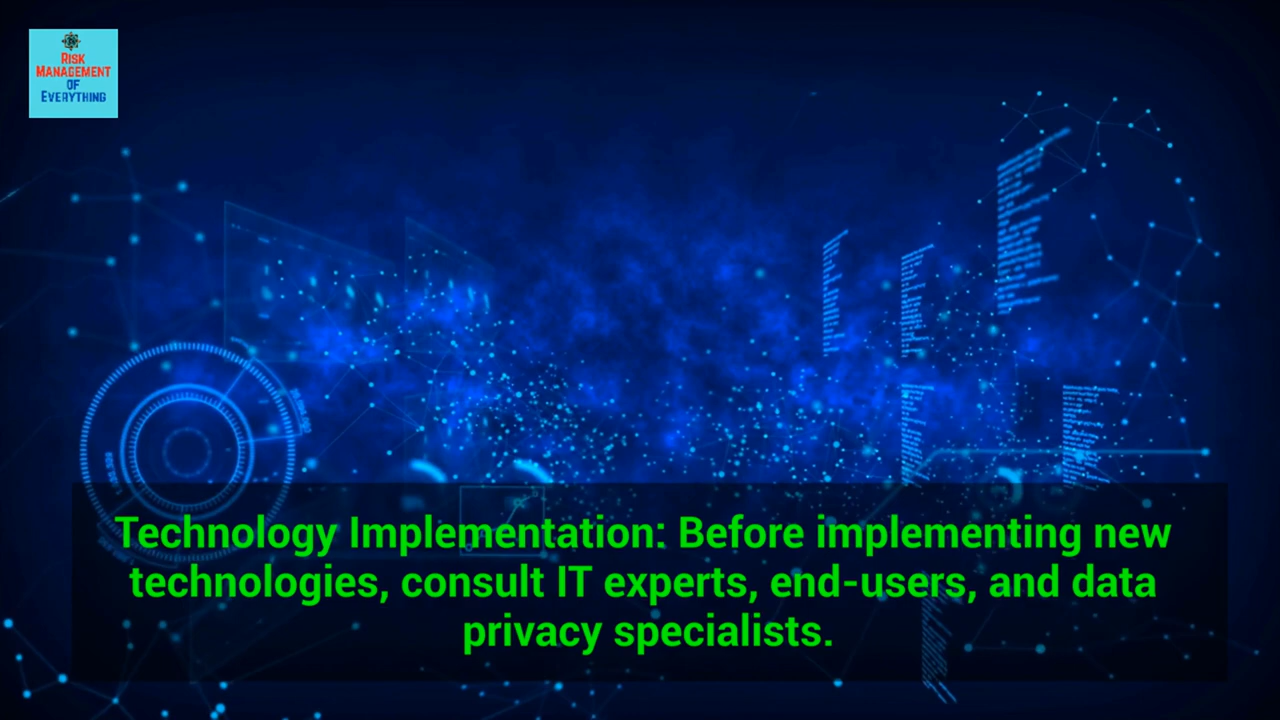 Risk
Management
of
Everything
Technology Implementation: Before implementing new
technologies, consult IT experts, end-users, and data
privacy specialists.